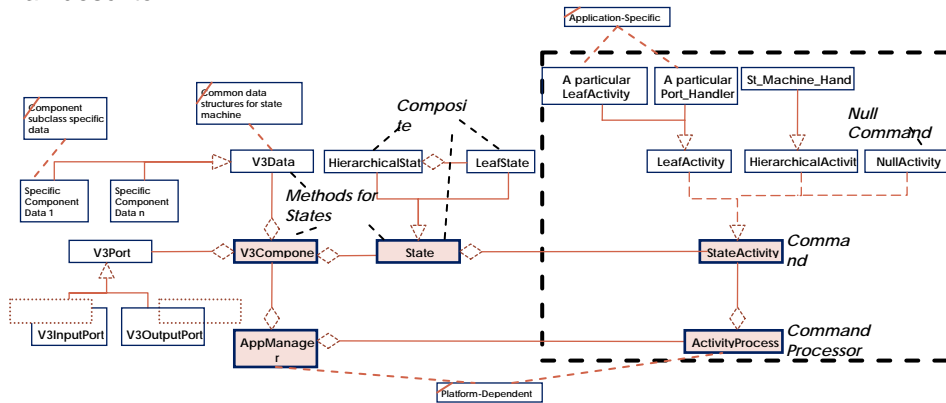 Application-Specific
Component
subclass specific
data
Common data
structures for state
machine
Composi
te
A particular
LeafActivity
A particular
Port_Handler
St_Machine_Hand
Null
Command
V3Data
HierarchicalStat
LeafState
LeafActivity
HierarchicalActivit
NullActivity
Specific
Component
Data 1
Specific
Component
Data n
Methods for
States
V3Port
V3Compone
State
StateActivity
Comma
nd
V3InputPort
V3OutputPort
AppManage
r
ActivityProcess
Command
Processor
Platform-Dependent